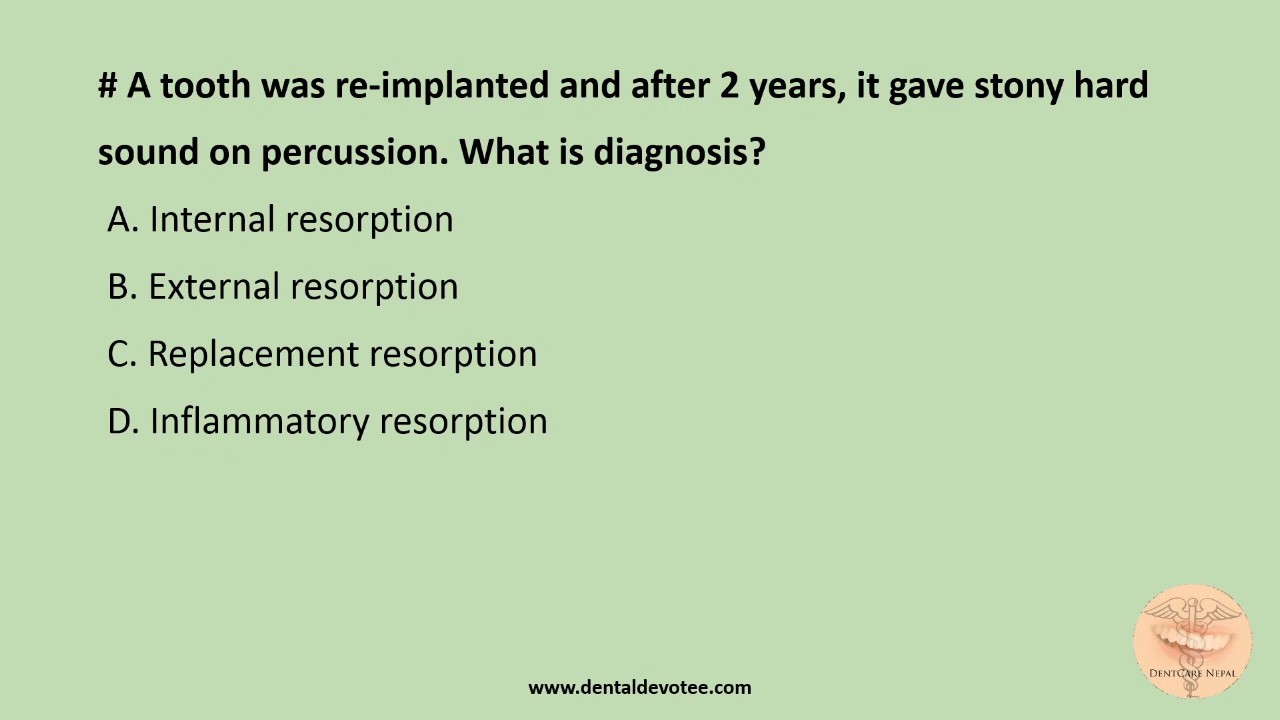 # A tooth was re-implanted and after 2 years, it gave stony hard
sound on percussion. What is diagnosis?
A. Internal resorption
B. External resorption
C. Replacement resorption
D. Inflammatory resorption
DentCare Nepal
www.dentaldevotee.com